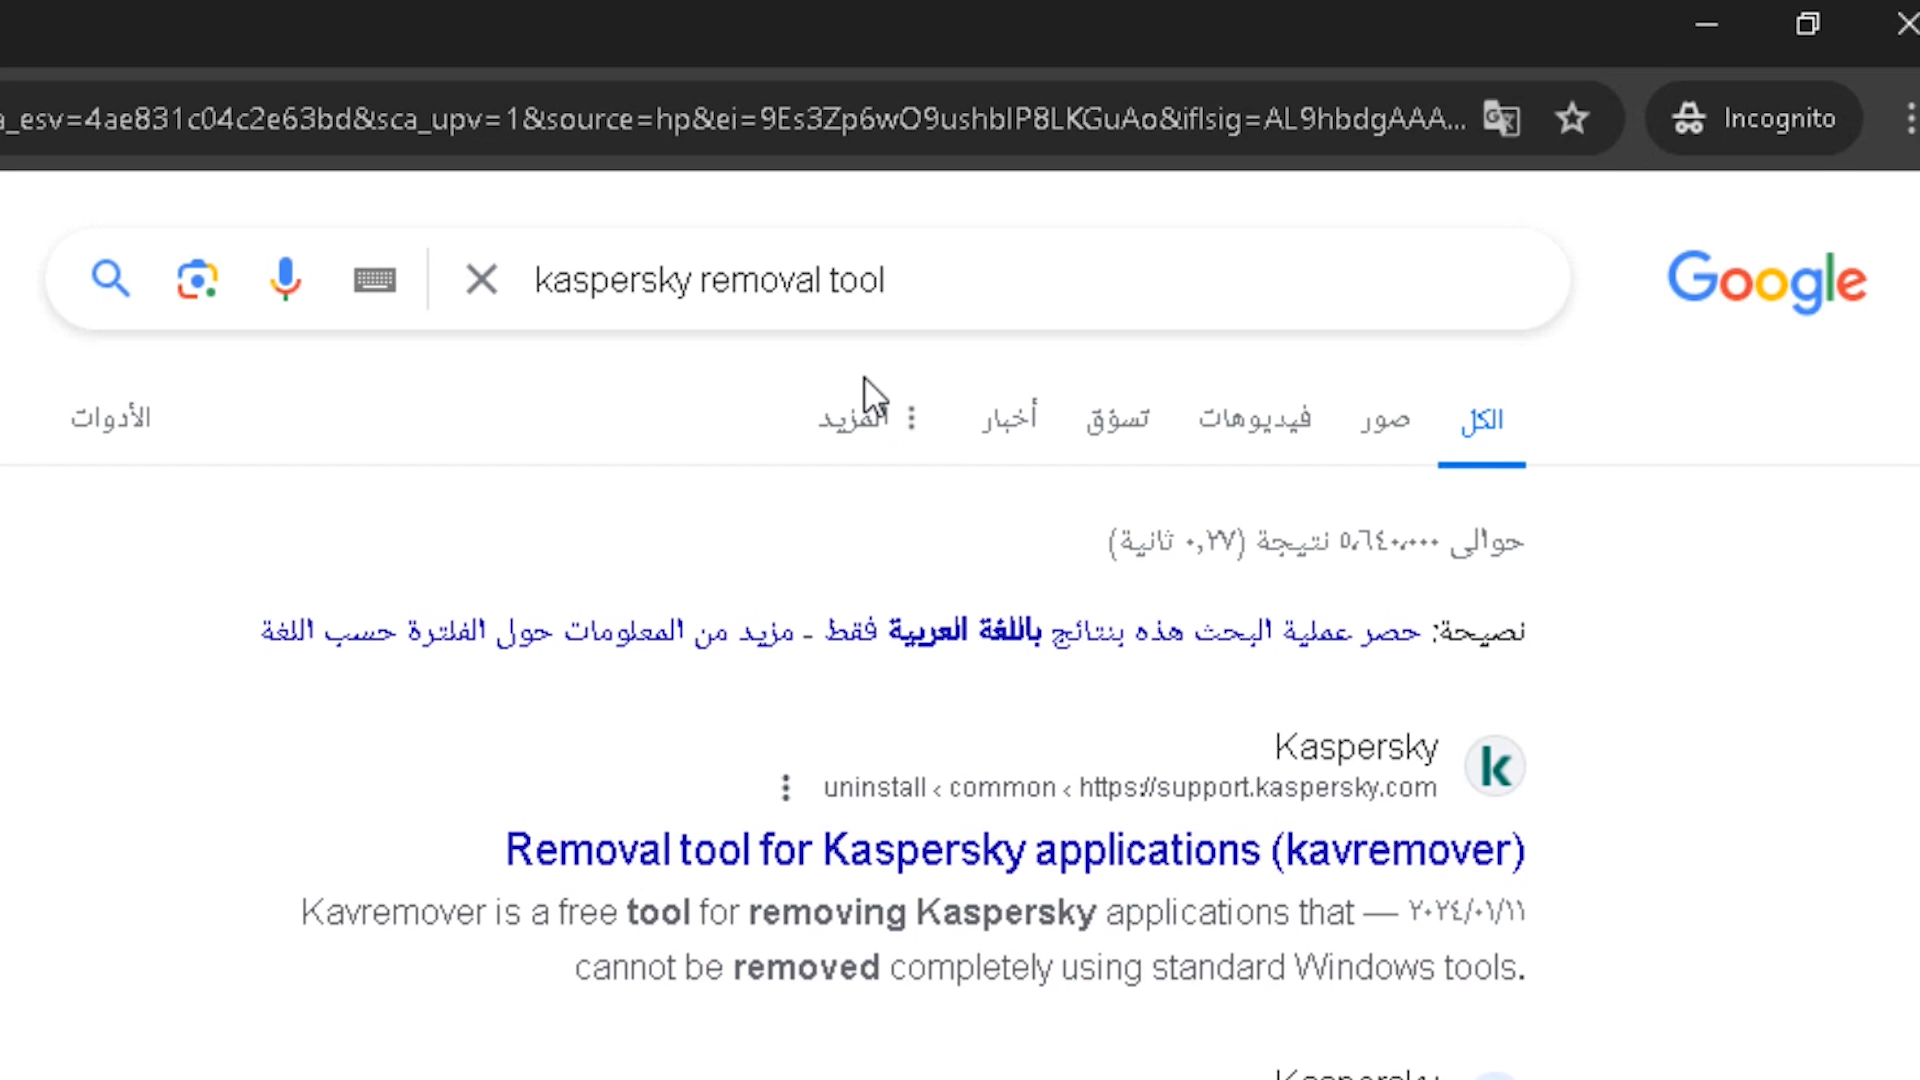 a_esv=4ae831c04c2e63bd&sca_upv=1&source=hp&ei=9Es3Zp6wO9ushbIP8LKGuAo&iflsig=AL9hbdgAAA...
Incognito
kaspersky removal tool
Google
الكل صور فيديوهات تسوّق أخبار المزيد الأدوات
حوالى ٥،٦٤٠،٠٠٠ نتيجة (٠,٢٧ ثانية)
نصيحة: حصر عملية البحث هذه بنتائج باللغة العربية فقط - مزيد من المعلومات حول الفلترة حسب اللغة
Kaspersky
https://support.kaspersky.com › common › uninstall
Removal tool for Kaspersky applications (kavremover)
٢٠٢٤/٠١/١١ — Kavremover is a free tool for removing Kaspersky applications that
cannot be removed completely using standard Windows tools.